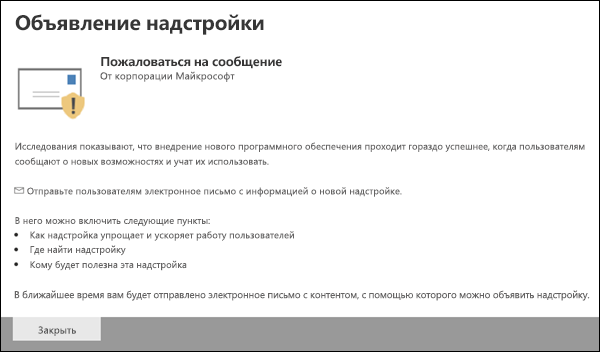 Объявление надстройки
Пожаловаться на сообщение
От корпорации Майкрософт
Исследования показывают, что внедрение нового программного обеспечения проходит гораздо успешнее, когда пользователям
сообщают о новых возможностях и учат их использовать.
Отправьте пользователям электронное письмо с информацией о новой надстройке.
В него можно включить следующие пункты:
• Как надстройка упрощает и ускоряет работу пользователей
• Где найти надстройку
• Кому будет полезна эта надстройка
В ближайшее время вам будет отправлено электронное письмо с контентом, с помощью которого можно объявить надстройку.
Закрыть